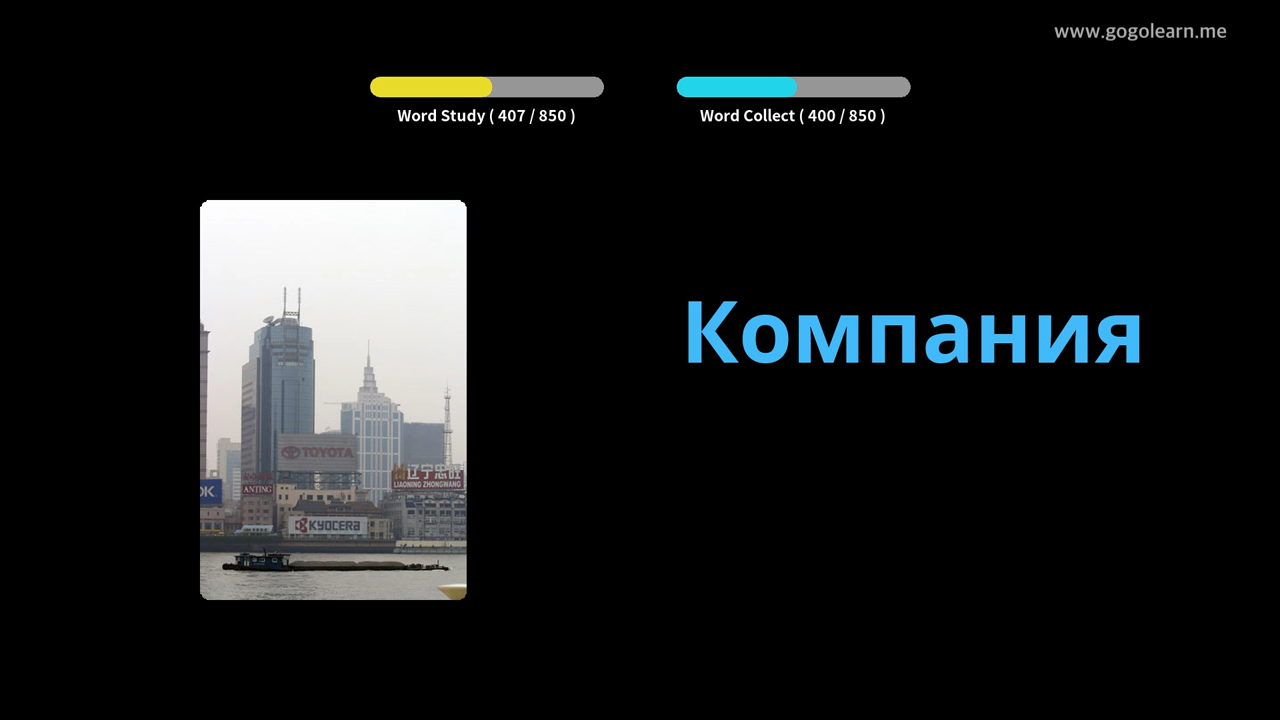 www.gogolearn.me
Word Study ( 407 / 850 )
Word Collect ( 400 / 850 )
Компания
TOYOTA
辽宁忠旺
LIAONING ZHONGWANG
ANTING
OK
KYOCERA